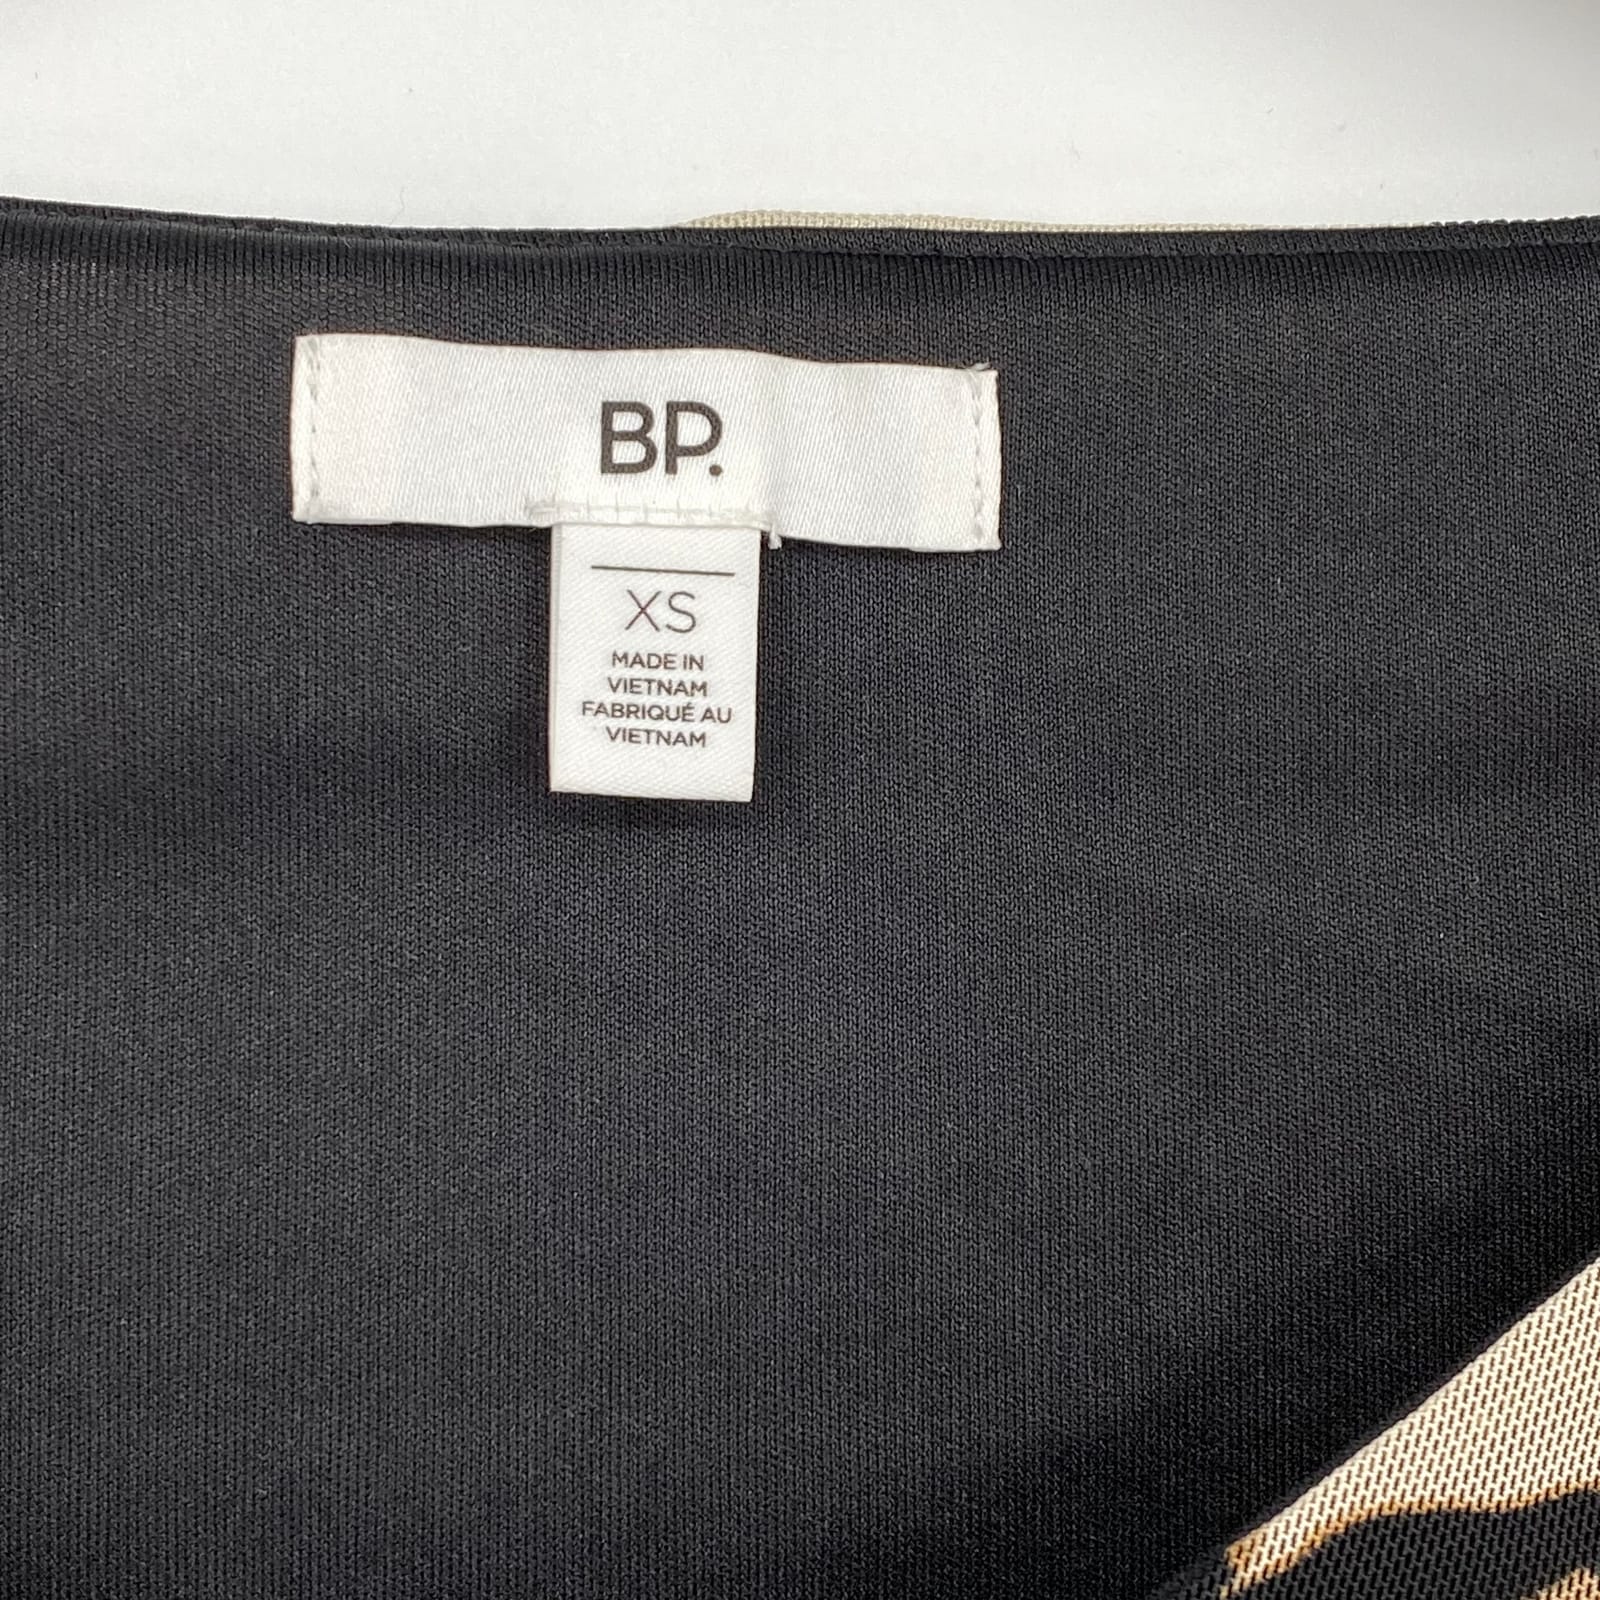 BP.
XS
MADE IN
VIETNAM
FABRIQUÉ AU
VIETNAM